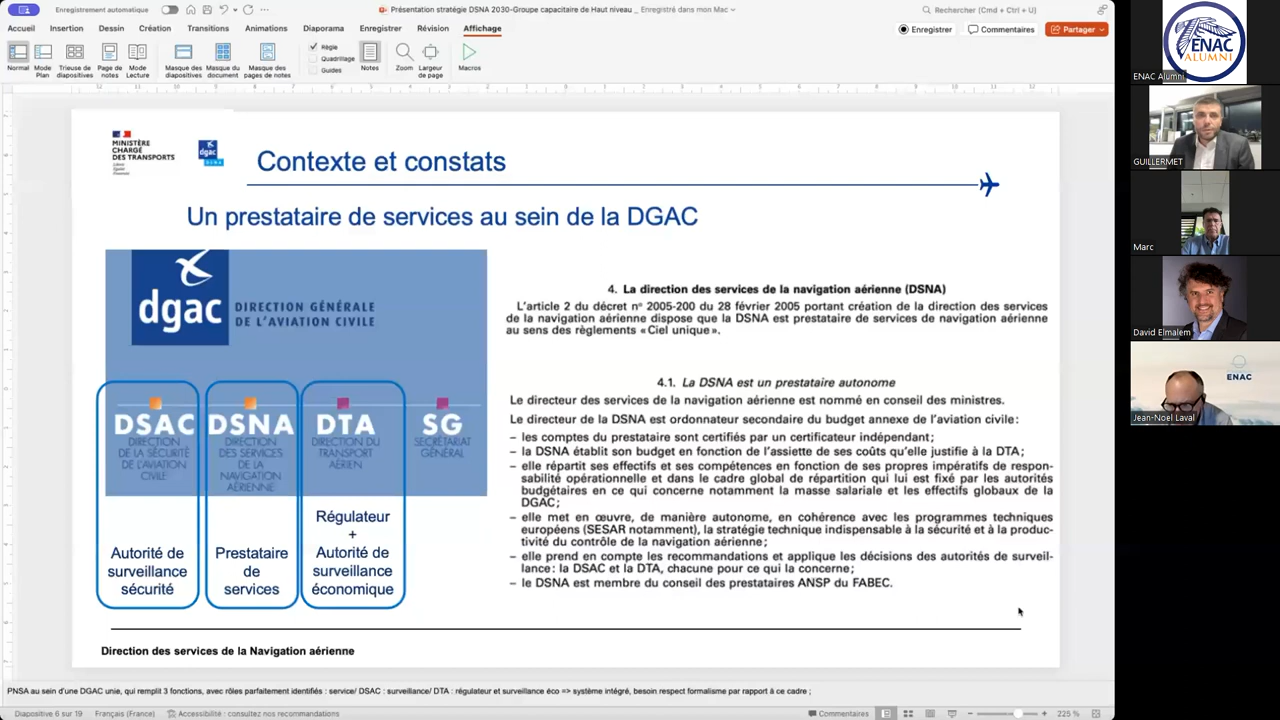 Enregistrement automatique
Présentation stratégie DSNA 2030-Groupe capacitaire de Haut niveau _ Enregistré dans mon Mac
Rechercher (Cmd + Ctrl + U)
Accueil Insertion Dessin Création Transitions Animations Diaporama Enregistrer Révision Affichage
Enregistrer Commentaires Partager
Normal
Mode Plan
Trieuse de diapositives
Page de notes
Mode Lecture
Masque des diapositives
Masque du document
Masque des pages de notes
Règle
Quadrillage
Guides
Notes
Zoom
Largeur de page
Macros
MINISTÈRE
CHARGÉ
DES TRANSPORTS
Liberté
Égalité
Fraternité
dgac
DSNA
Contexte et constats
Un prestataire de services au sein de la DGAC
dgac
DIRECTION GÉNÉRALE
DE L'AVIATION CIVILE
DSAC
DIRECTION
DE LA SÉCURITÉ
DE L'AVIATION
CIVILE
DSNA
DIRECTION
DES SERVICES
DE LA
NAVIGATION
AÉRIENNE
DTA
DIRECTION DU
TRANSPORT
AÉRIEN
SG
SECRÉTARIAT
GÉNÉRAL
Autorité de
surveillance
sécurité
Prestataire
de
services
Régulateur
+
Autorité de
surveillance
économique
4. La direction des services de la navigation aérienne (DSNA)
L'article 2 du décret n° 2005-200 du 28 février 2005 portant création de la direction des services
de la navigation aérienne dispose que la DSNA est prestataire de services de navigation aérienne
au sens des règlements « Ciel unique ».
4.1. La DSNA est un prestataire autonome
Le directeur des services de la navigation aérienne est nommé en conseil des ministres.
Le directeur de la DSNA est ordonnateur secondaire du budget annexe de l'aviation civile :
– les comptes du prestataire sont certifiés par un certificateur indépendant ;
– la DSNA établit son budget en fonction de l'assiette de ses coûts qu'elle justifie à la DTA ;
– elle répartit ses effectifs et ses compétences en fonction de ses propres impératifs de respon-
sabilité opérationnelle et dans le cadre global de répartition qui lui est fixé par les autorités
budgétaires en ce qui concerne notamment la masse salariale et les effectifs globaux de la
DGAC ;
– elle met en œuvre, de manière autonome, en cohérence avec les programmes techniques
européens (SESAR notamment), la stratégie technique indispensable à la sécurité et à la produc-
tivité du contrôle de la navigation aérienne ;
– elle prend en compte les recommandations et applique les décisions des autorités de surveil-
lance : la DSAC et la DTA, chacune pour ce qui la concerne ;
– le DSNA est membre du conseil des prestataires ANSP du FABEC.
Direction des services de la Navigation aérienne
PNSA au sein d'une DGAC unie, qui remplit 3 fonctions, avec rôles parfaitement identifiés : service/ DSAC : surveillance/ DTA : régulateur et surveillance éco => système intégré, besoin respect formalisme par rapport à ce cadre ;
Diapositive 6 sur 19 Français (France) Accessibilité : consultez nos recommandations
Commentaires 225 %
ENAC
ALUMNI
ENAC Alumni
GUILLERMET
Marc
David Elmalem
ENAC
Jean-Noel Laval